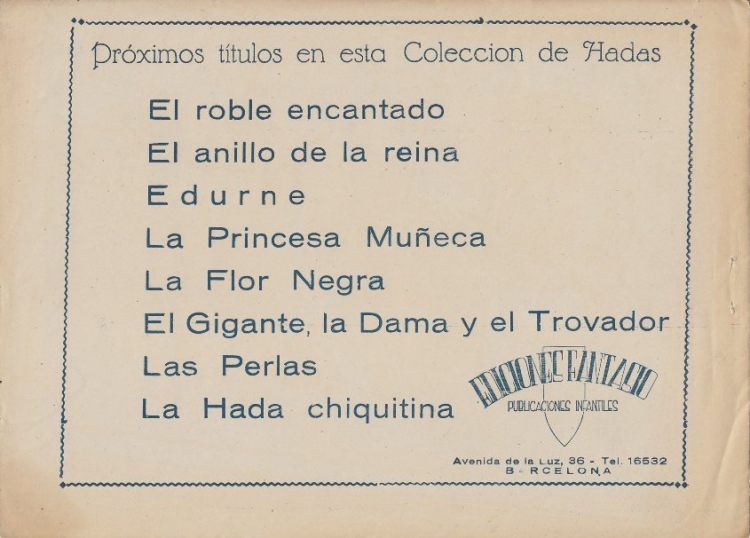 Próximos títulos en esta Coleccion de Hadas
El roble encantado
El anillo de la reina
Edurne
La Princesa Muñeca
La Flor Negra
El Gigante, la Dama y el Trovador
Las Perlas
La Hada chiquitina
EDICIONES FANTASIO
PUBLICACIONES INFANTILES
Avenida de la Luz, 36 - Tel. 16532
B RCELONA